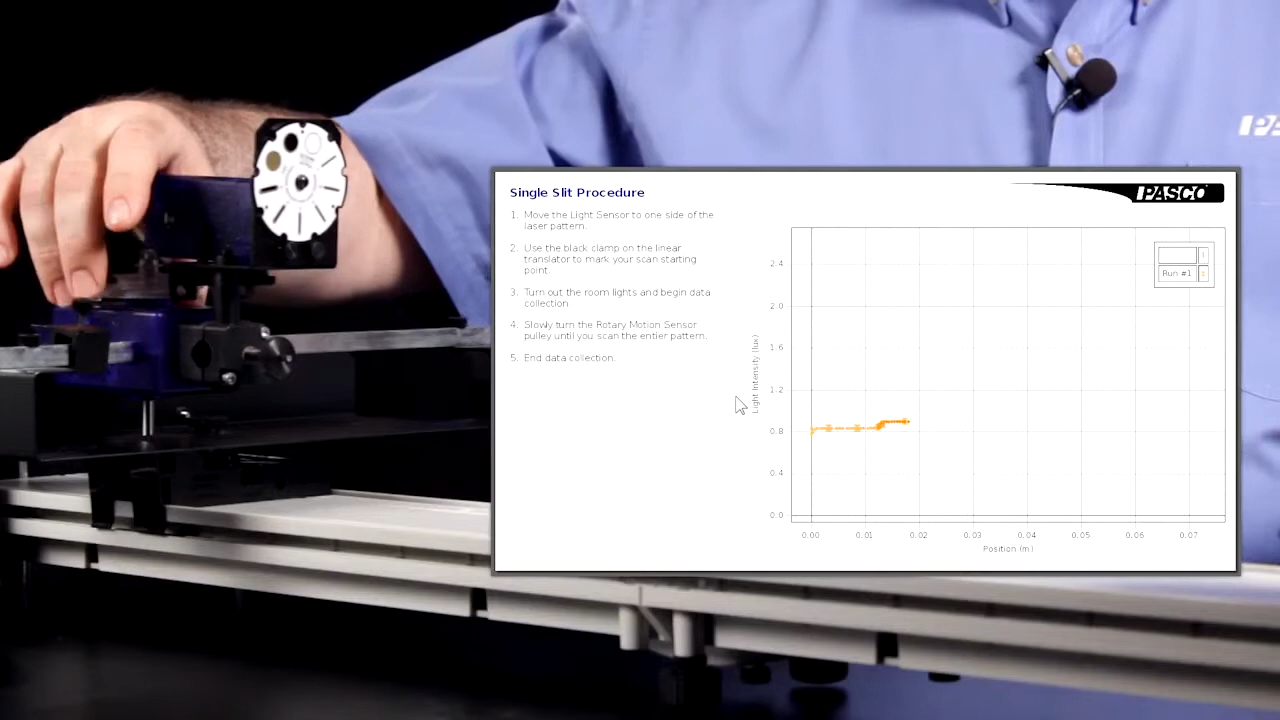 Single Slit Procedure
PASCO
1. Move the Light Sensor to one side of the
laser pattern.
2. Use the black clamp on the linear
translator to mark your scan starting
point.
3. Turn out the room lights and begin data
collection
4. Slowly turn the Rotary Motion Sensor
pulley until you scan the entier pattern.
5. End data collection.
Light Intensity (lux)
2.4
2.0
1.6
1.2
0.8
0.4
0.0
Run #1
0.00 0.01 0.02 0.03 0.04 0.05 0.06 0.07
Position (m)